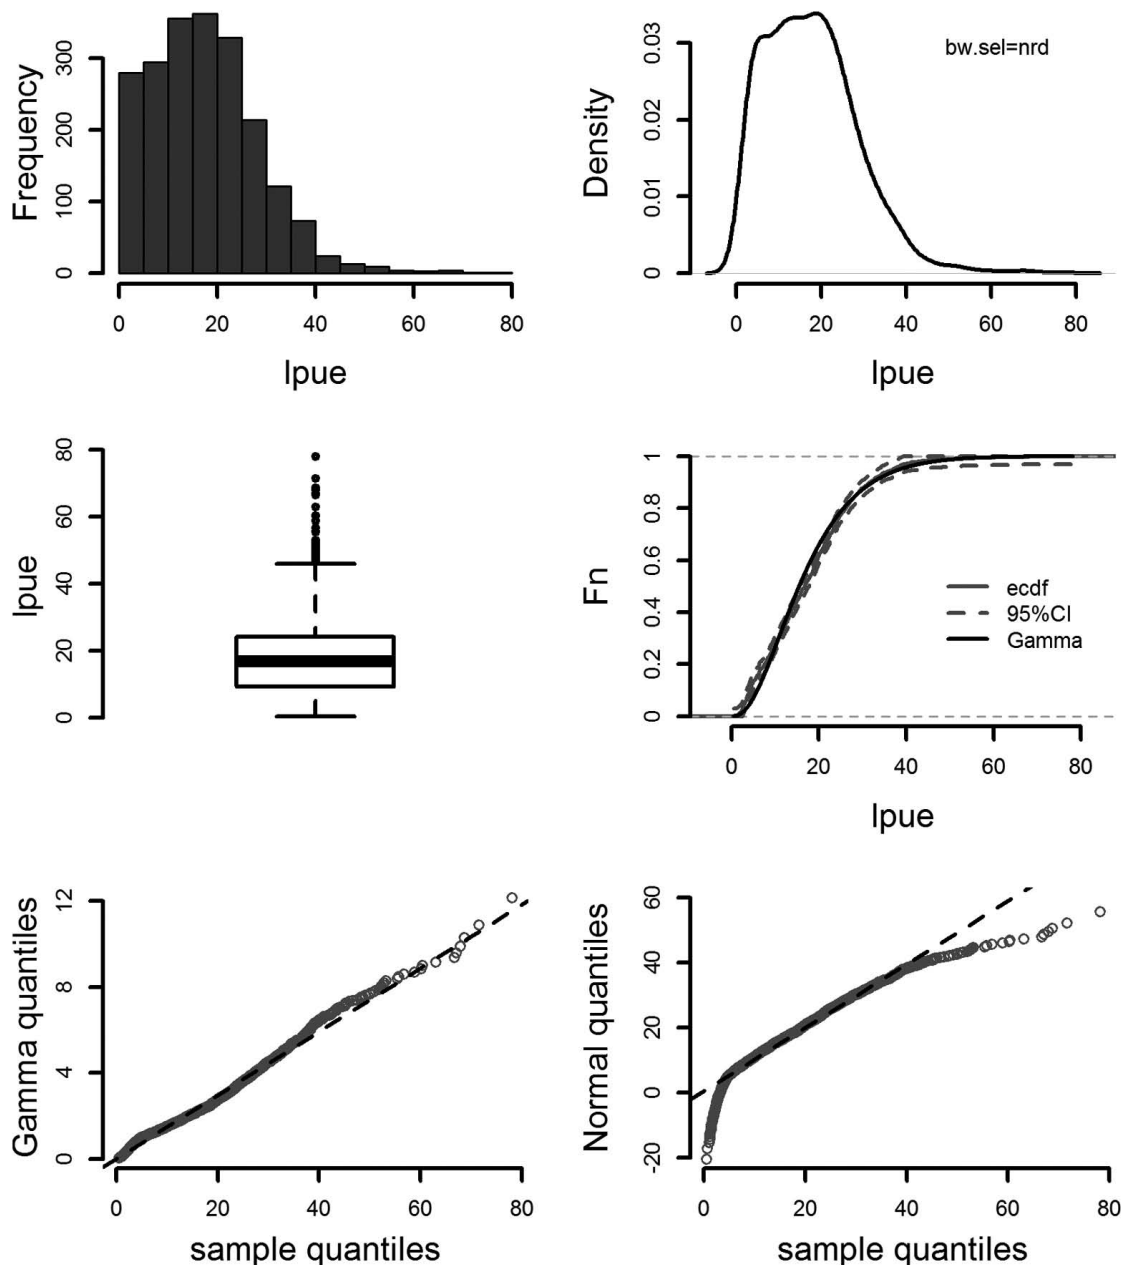 Frequency
300
200
100
0
0 20 40 60 80
lpue
Density
0.03
0.02
0.01
0
bw.sel=nrd
0 20 40 60 80
lpue
lpue
80
60
40
20
0
Fn
1
0.8
0.6
0.4
0.2
0
ecdf
95%CI
Gamma
0 20 40 60 80
lpue
Gamma quantiles
12
8
4
0
0 20 40 60 80
sample quantiles
Normal quantiles
60
40
20
0
-20
0 20 40 60 80
sample quantiles